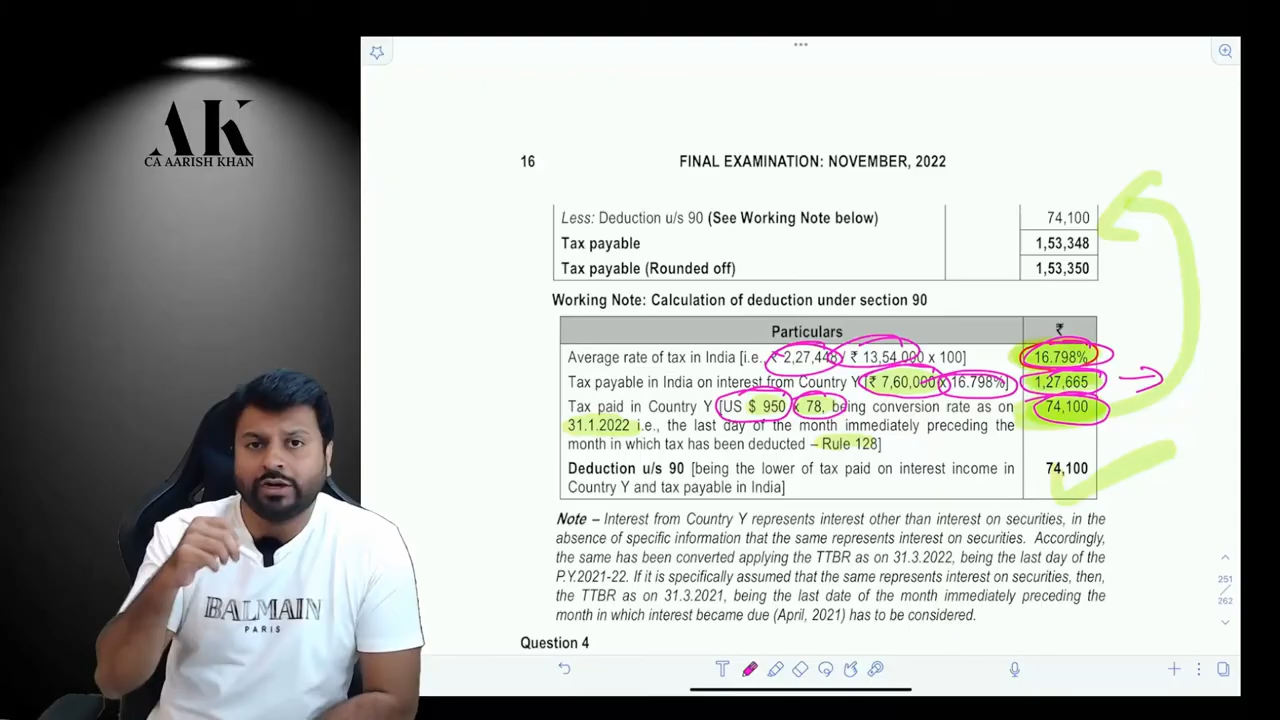 AK
CA AARISH KHAN
BALMAIN
PARIS
16 FINAL EXAMINATION: NOVEMBER, 2022
Less: Deduction u/s 90 (See Working Note below) 74,100
Tax payable 1,53,348
Tax payable (Rounded off) 1,53,350
Working Note: Calculation of deduction under section 90
Particulars ₹
Average rate of tax in India [i.e., ₹ 2,27,448/ ₹ 13,54,000 x 100] 16.798%
Tax payable in India on interest from Country Y [₹ 7,60,000 x 16.798%] 1,27,665
Tax paid in Country Y [US $ 950 x 78, being conversion rate as on 74,100
31.1.2022 i.e., the last day of the month immediately preceding the
month in which tax has been deducted – Rule 128]
Deduction u/s 90 [being the lower of tax paid on interest income in 74,100
Country Y and tax payable in India]
Note – Interest from Country Y represents interest other than interest on securities, in the
absence of specific information that the same represents interest on securities. Accordingly,
the same has been converted applying the TTBR as on 31.3.2022, being the last day of the
P.Y.2021-22. If it is specifically assumed that the same represents interest on securities, then,
the TTBR as on 31.3.2021, being the last date of the month immediately preceding the
month in which interest became due (April, 2021) has to be considered.
Question 4
251
262